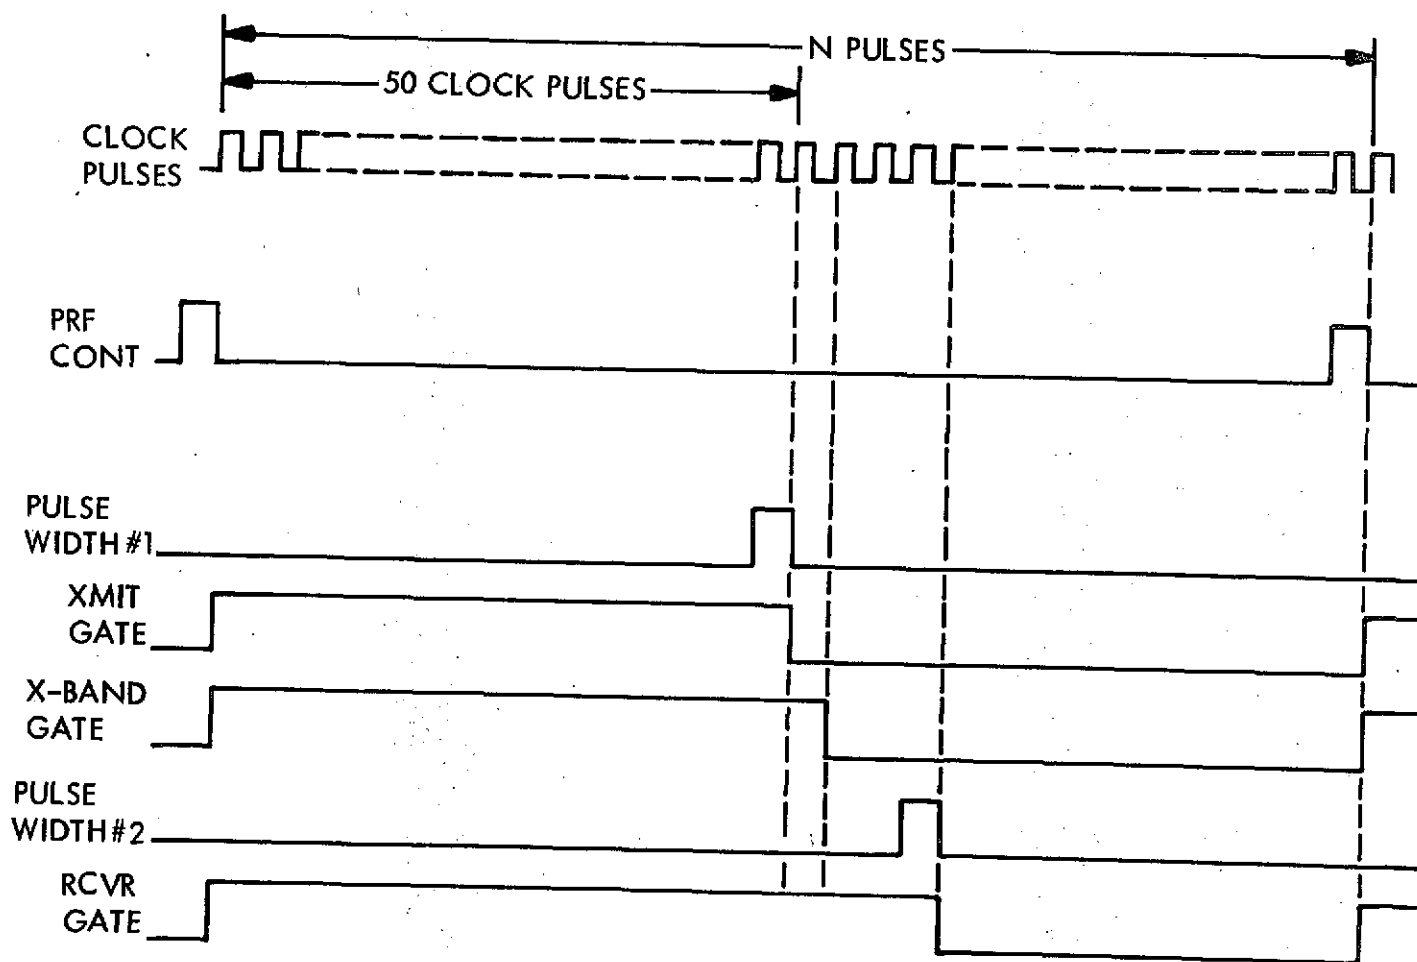 N PULSES
50 CLOCK PULSES
CLOCK
PULSES
PRF
CONT
PULSE
WIDTH #1
XMIT
GATE
X-BAND
GATE
PULSE
WIDTH #2
RCVR
GATE